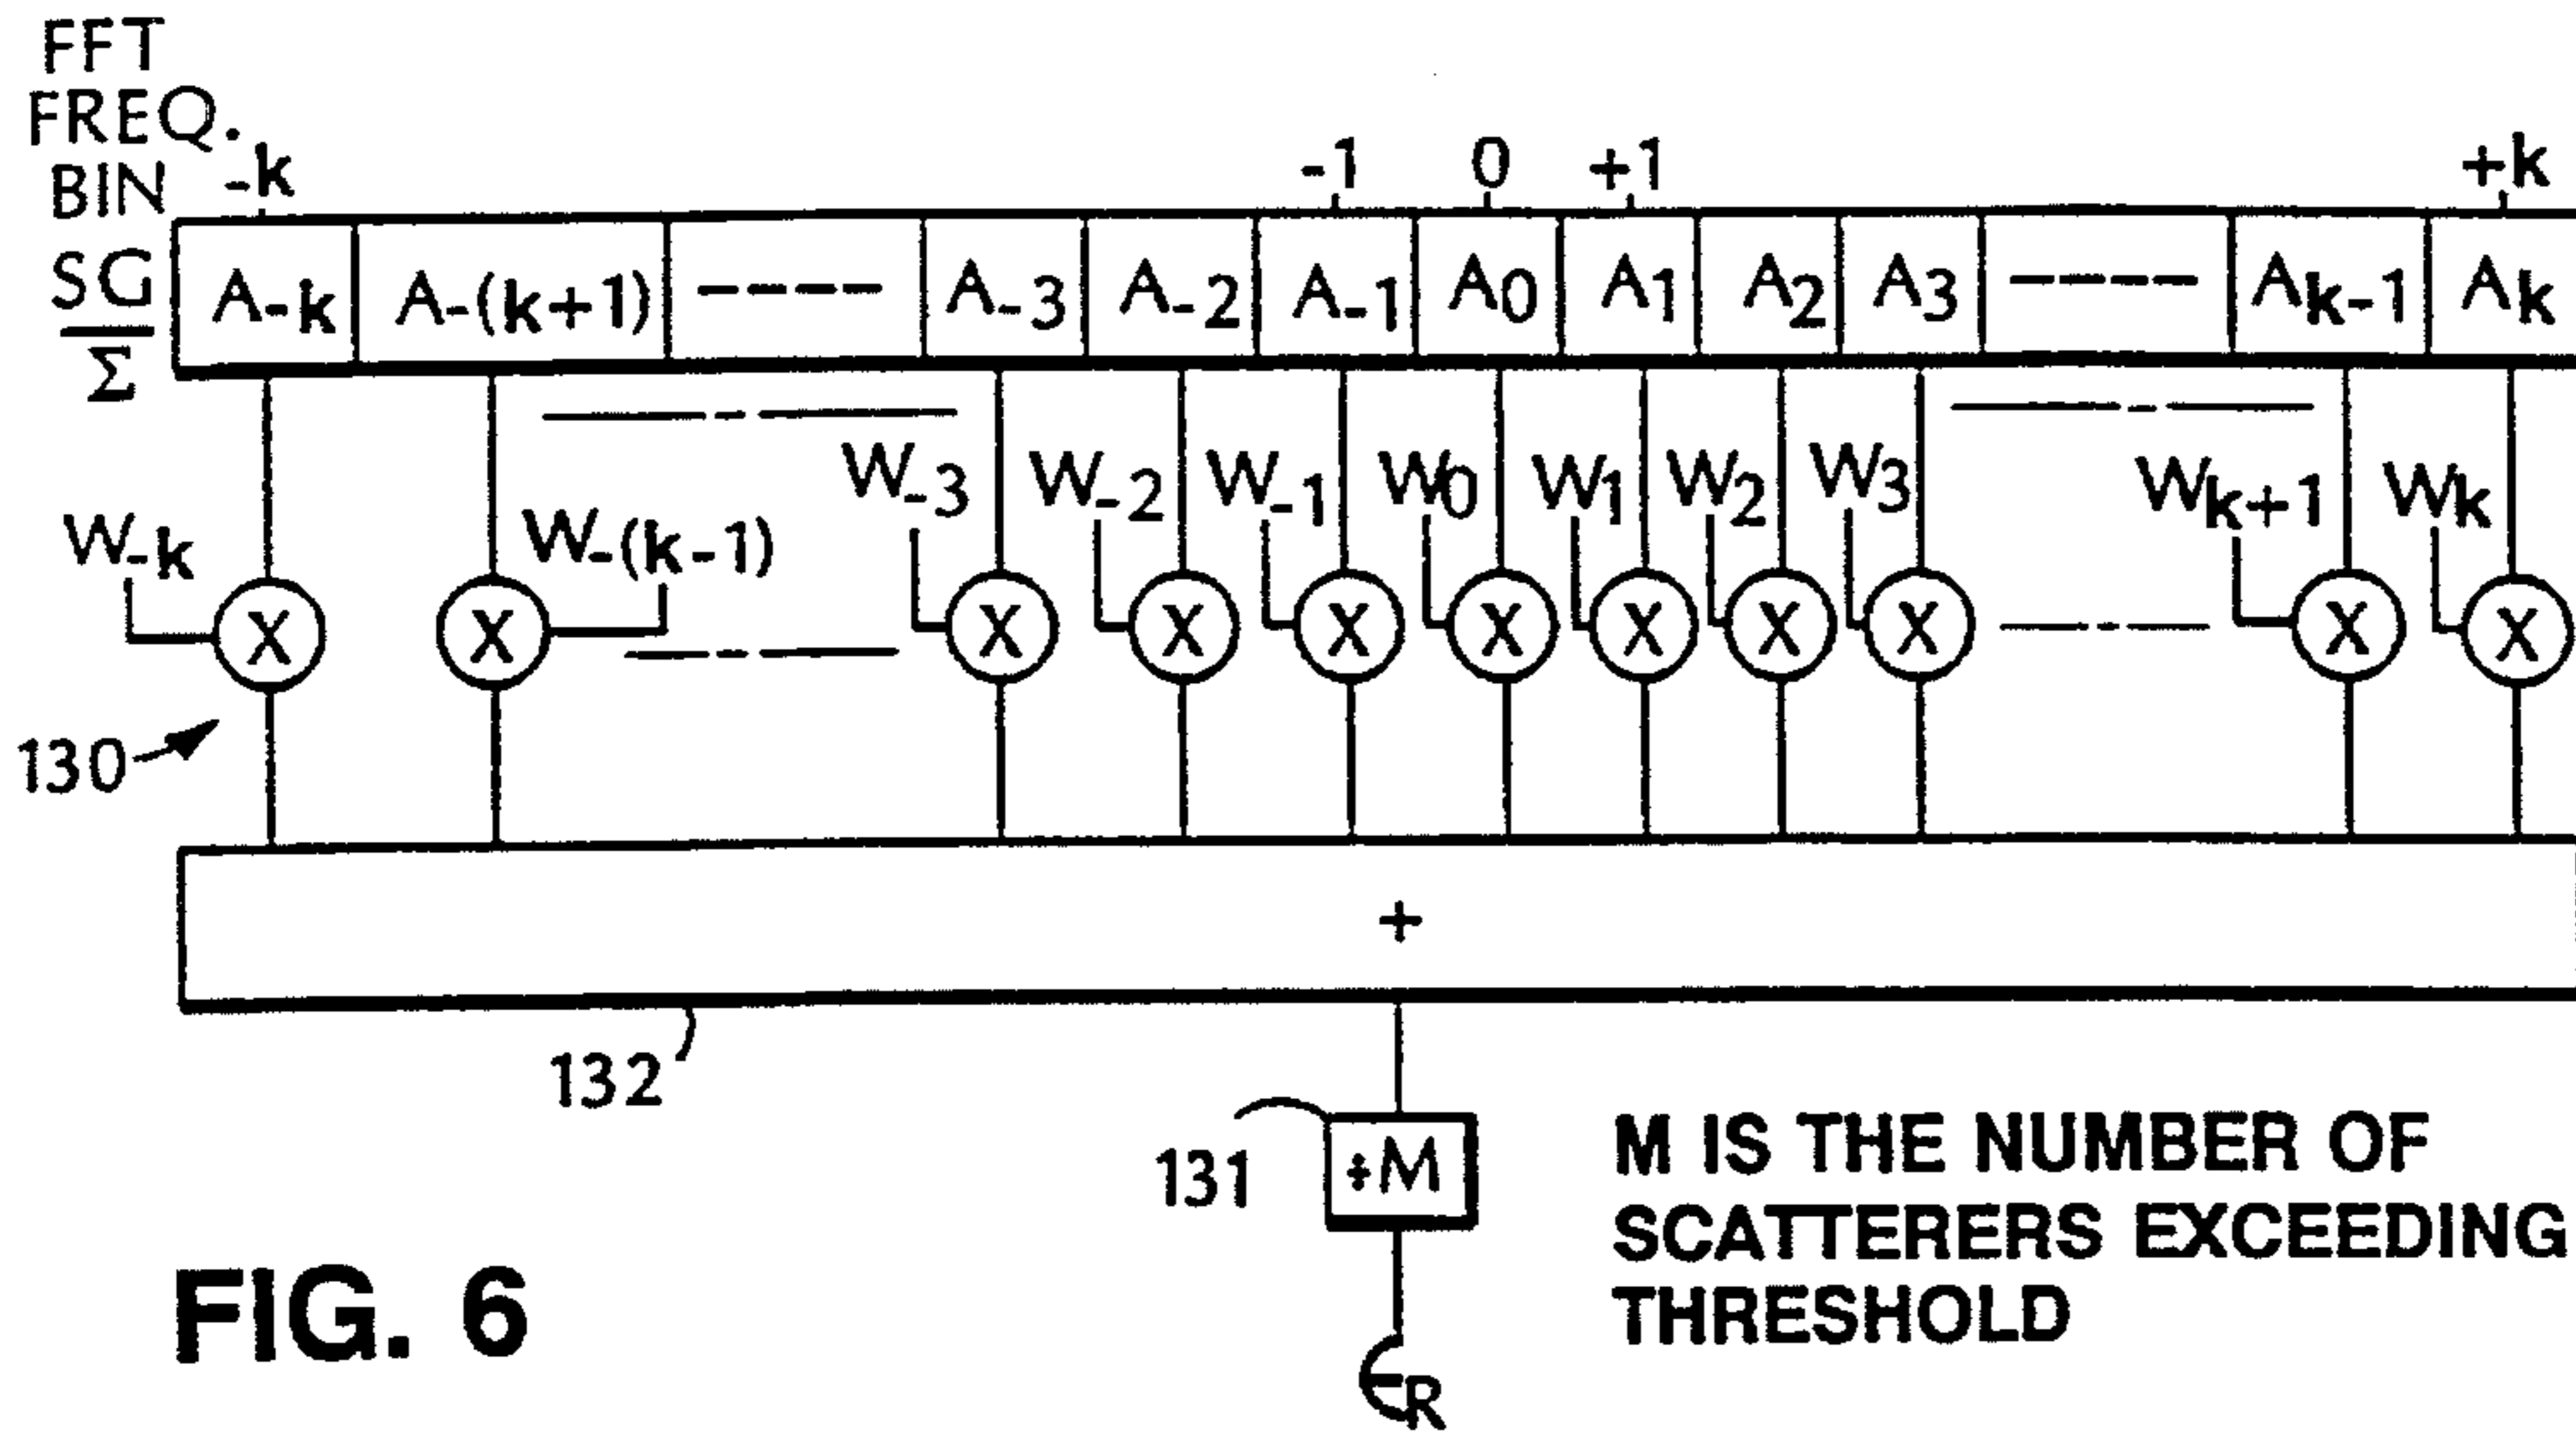 FFT
FREQ.
BIN
-k -1 0 +1 +k
SG
Σ
A-k A-(k+1) ---- A-3 A-2 A-1 A0 A1 A2 A3 ---- Ak-1 Ak
W-k W-(k-1) W-3 W-2 W-1 W0 W1 W2 W3 Wk+1 Wk
X X X X X X X X X X X
130
+
132
131
÷M
M IS THE NUMBER OF
SCATTERERS EXCEEDING
THRESHOLD
FIG. 6
ϵR